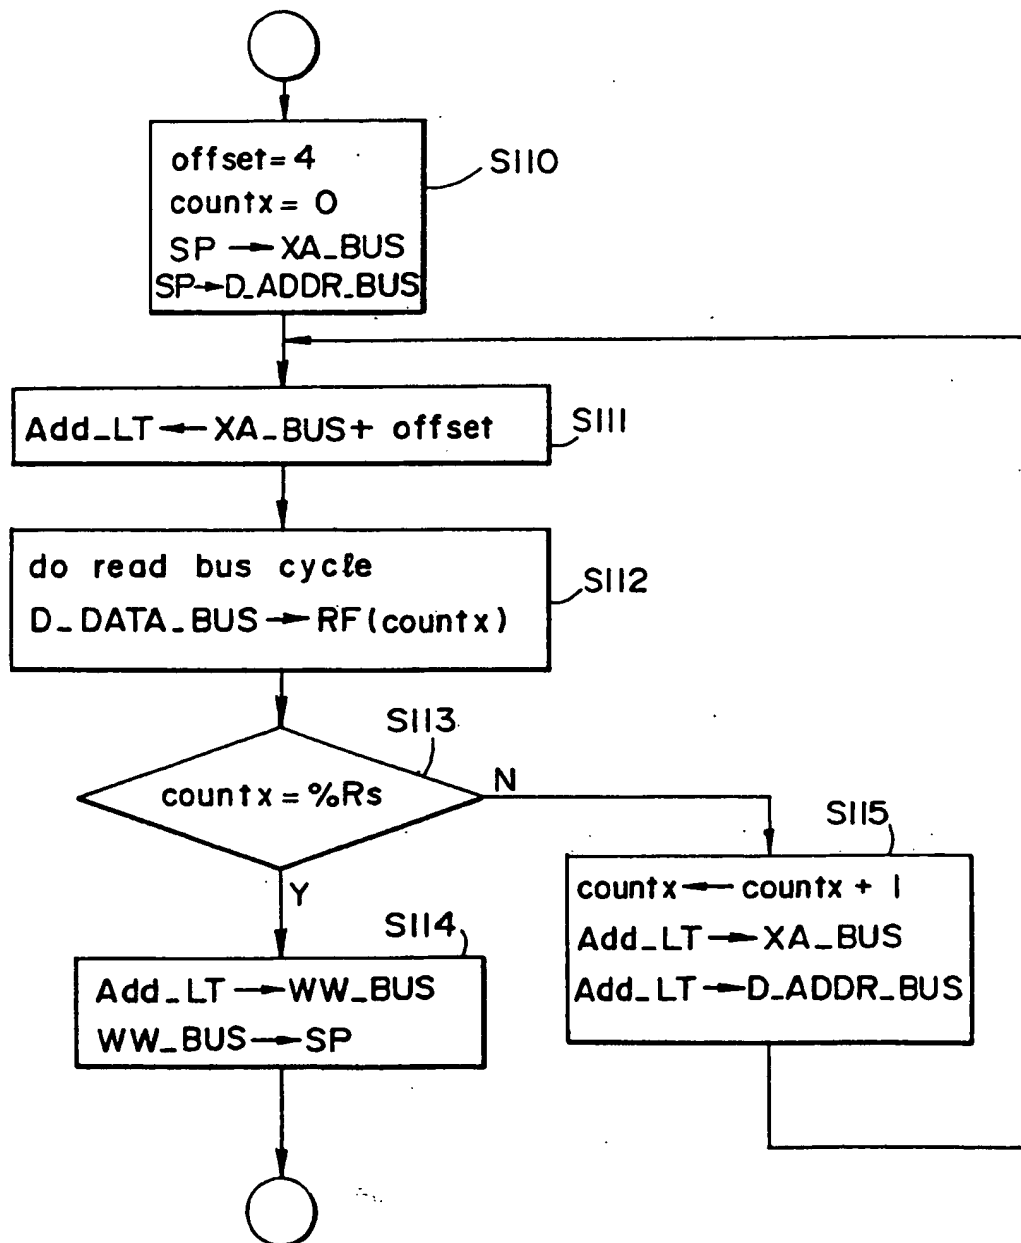 offset=4
countx = 0
SP → XA_BUS
SP→D_ADDR_BUS
S110
Add_LT ← XA_BUS+ offset
S111
do read bus cycle
D_DATA_BUS → RF(countx)
S112
S113
countx = %Rs
N
Y
S115
countx ← countx + 1
Add_LT → XA_BUS
Add_LT → D_ADDR_BUS
S114
Add_LT → WW_BUS
WW_BUS → SP